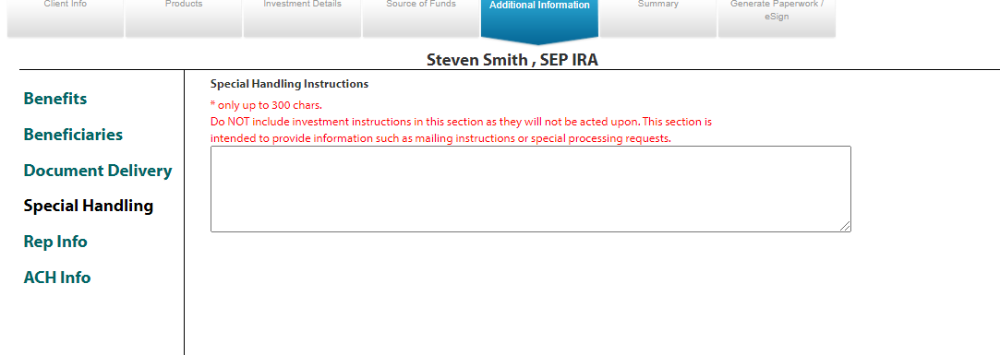 Client Info
Products
Investment Details
Source of Funds
Additional Information
Summary
Generate Paperwork /
eSign
Steven Smith , SEP IRA
Benefits
Beneficiaries
Document Delivery
Special Handling
Rep Info
ACH Info
Special Handling Instructions
* only up to 300 chars.
Do NOT include investment instructions in this section as they will not be acted upon. This section is
intended to provide information such as mailing instructions or special processing requests.